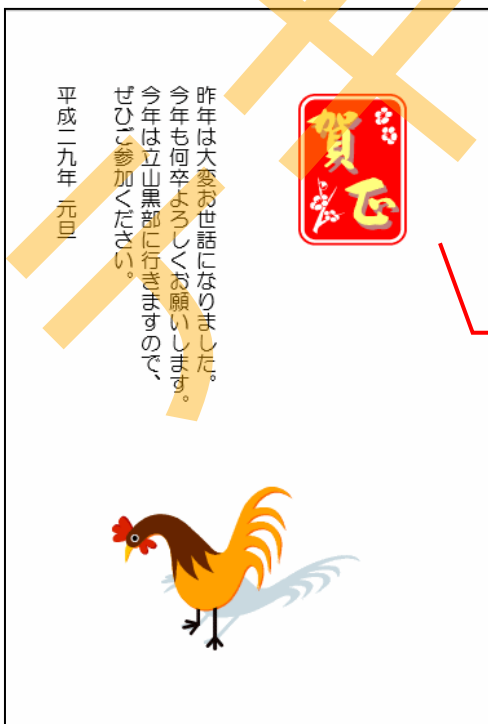 賀正
昨年は大変お世話になりました。
今年も何卒よろしくお願いします。
今年は立山黒部に行きますので、
ぜひご参加ください。
平成二九年 元旦